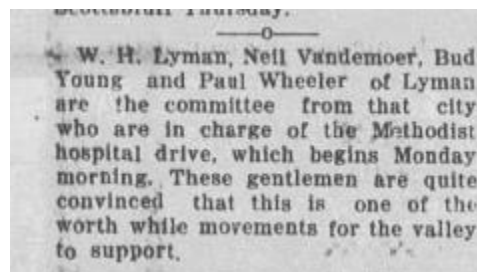 Scottsbluff Thursday.
W. H. Lyman, Neil Vandemoer, Bud
Young and Paul Wheeler of Lyman
are the committee from that city
who are in charge of the Methodist
hospital drive, which begins Monday
morning. These gentlemen are quite
convinced that this is one of the
worth while movements for the valley
to support.